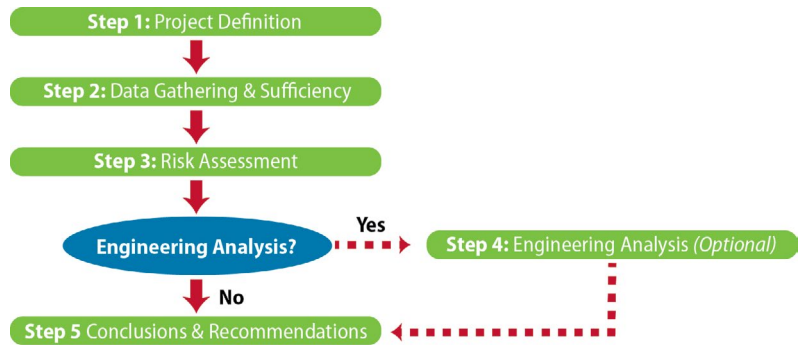 Step 1: Project Definition
Step 2: Data Gathering & Sufficiency
Step 3: Risk Assessment
Engineering Analysis?
Yes
Step 4: Engineering Analysis (Optional)
No
Step 5 Conclusions & Recommendations